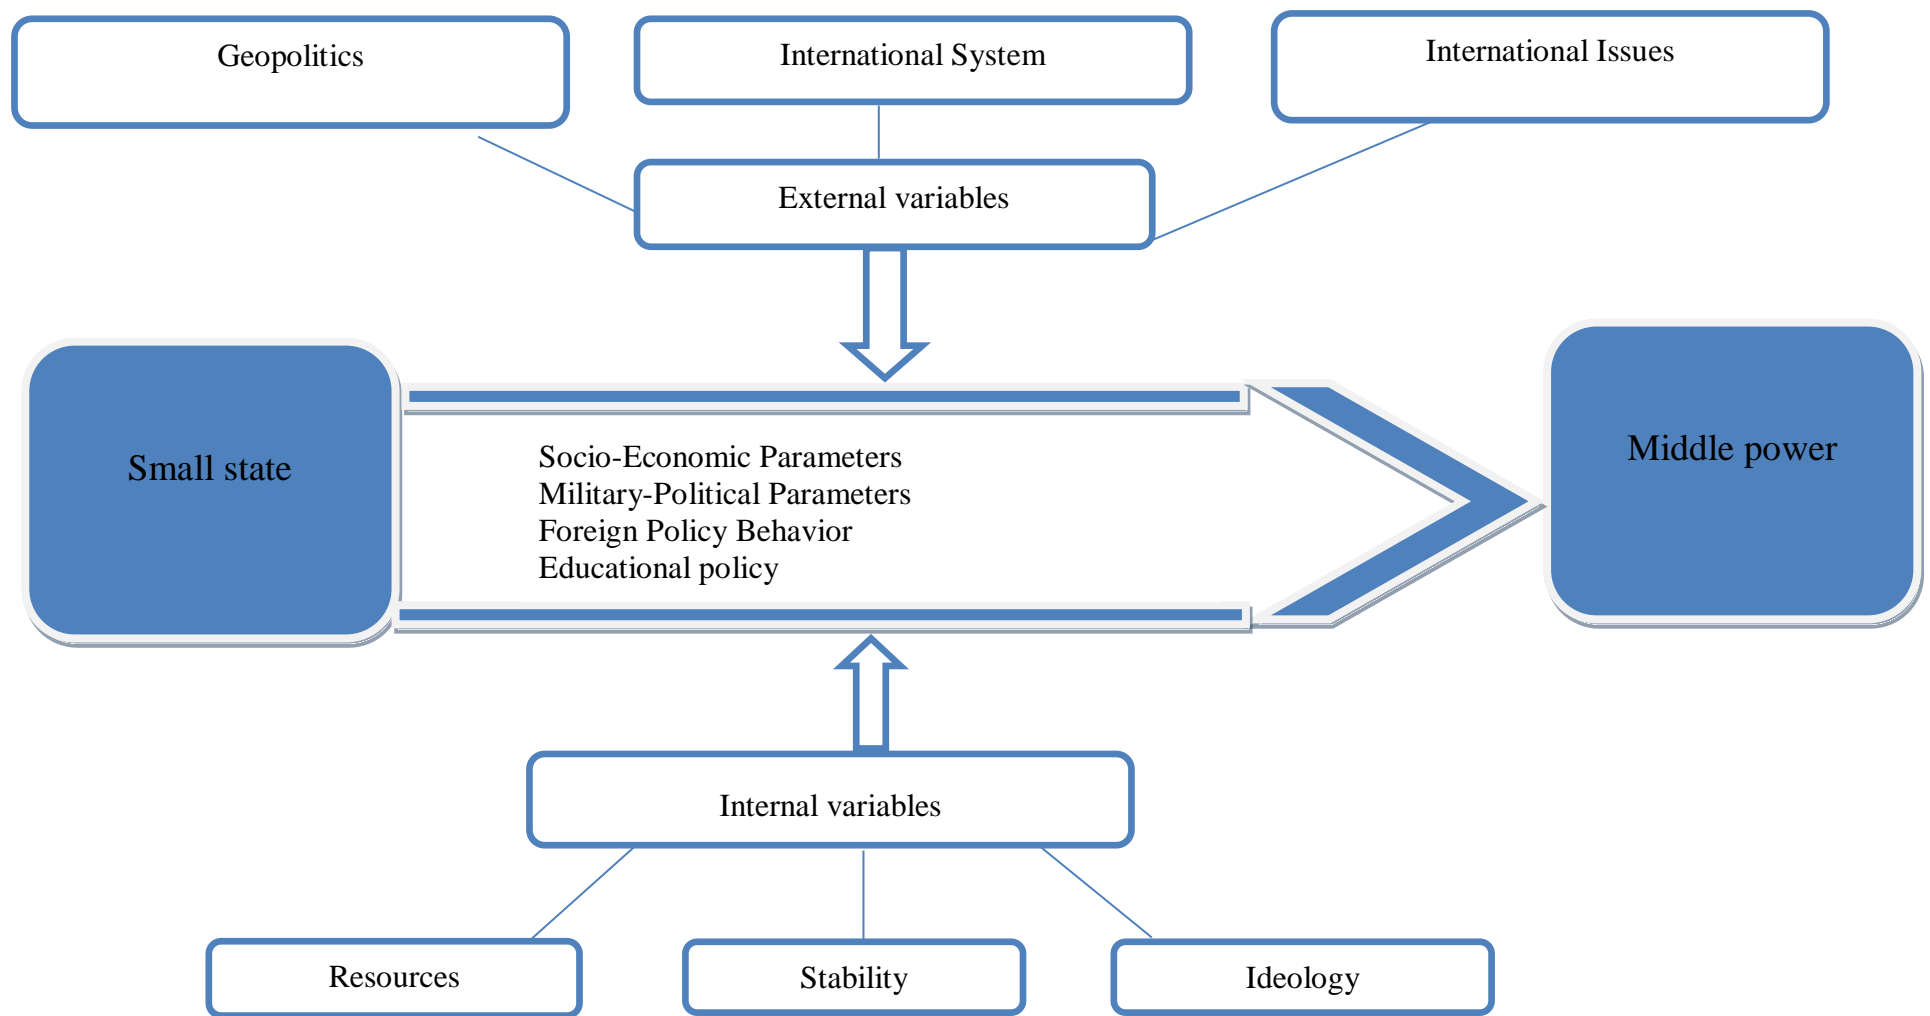 Geopolitics
International System
International Issues
External variables
Small state
Socio-Economic Parameters
Military-Political Parameters
Foreign Policy Behavior
Educational policy
Middle power
Internal variables
Resources
Stability
Ideology